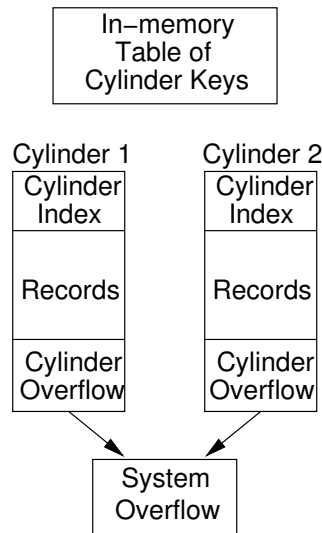 In−memory
Table of
Cylinder Keys
Cylinder 1
Cylinder
Index
Records
Cylinder
Overflow
Cylinder 2
Cylinder
Index
Records
Cylinder
Overflow
System
Overflow